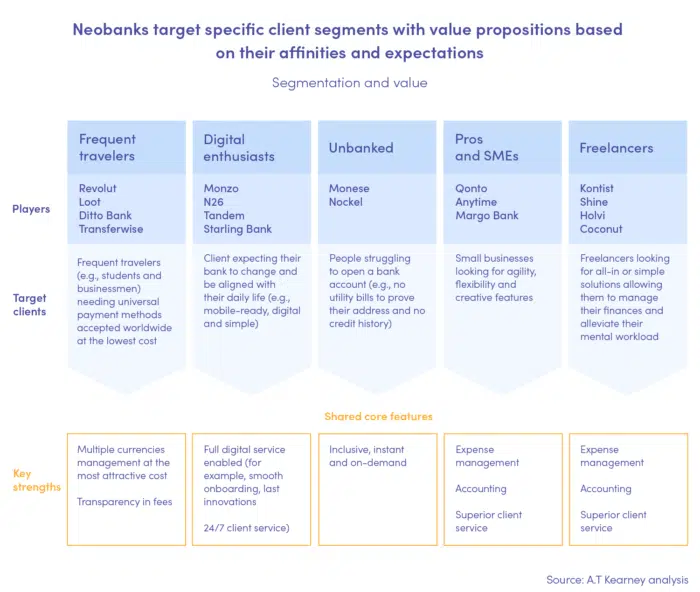 Neobanks target specific client segments with value propositions based
on their affinities and expectations
Segmentation and value
Frequent
travelers
Digital
enthusiasts
Unbanked
Pros
and SMEs
Freelancers
Players
Revolut
Loot
Ditto Bank
Transferwise
Monzo
N26
Tandem
Starling Bank
Monese
Nockel
Qonto
Anytime
Margo Bank
Kontist
Shine
Holvi
Coconut
Target
clients
Frequent travelers
(e.g., students and
businessmen)
needing universal
payment methods
accepted worldwide
at the lowest cost
Client expecting their
bank to change and
be aligned with
their daily life (e.g.,
mobile-ready, digital
and simple)
People struggling
to open a bank
account (e.g., no
utility bills to prove
their address and no
credit history)
Small businesses
looking for agility,
flexibility and
creative features
Freelancers looking
for all-in or simple
solutions allowing
them to manage
their finances and
alleviate their
mental workload
Shared core features
Key
strengths
Multiple currencies
management at the
most attractive cost
Transparency in fees
Full digital service
enabled (for
example, smooth
onboarding, last
innovations
24/7 client service)
Inclusive, instant
and on-demand
Expense
management
Accounting
Superior client
service
Expense
management
Accounting
Superior client
service
Source: A.T Kearney analysis